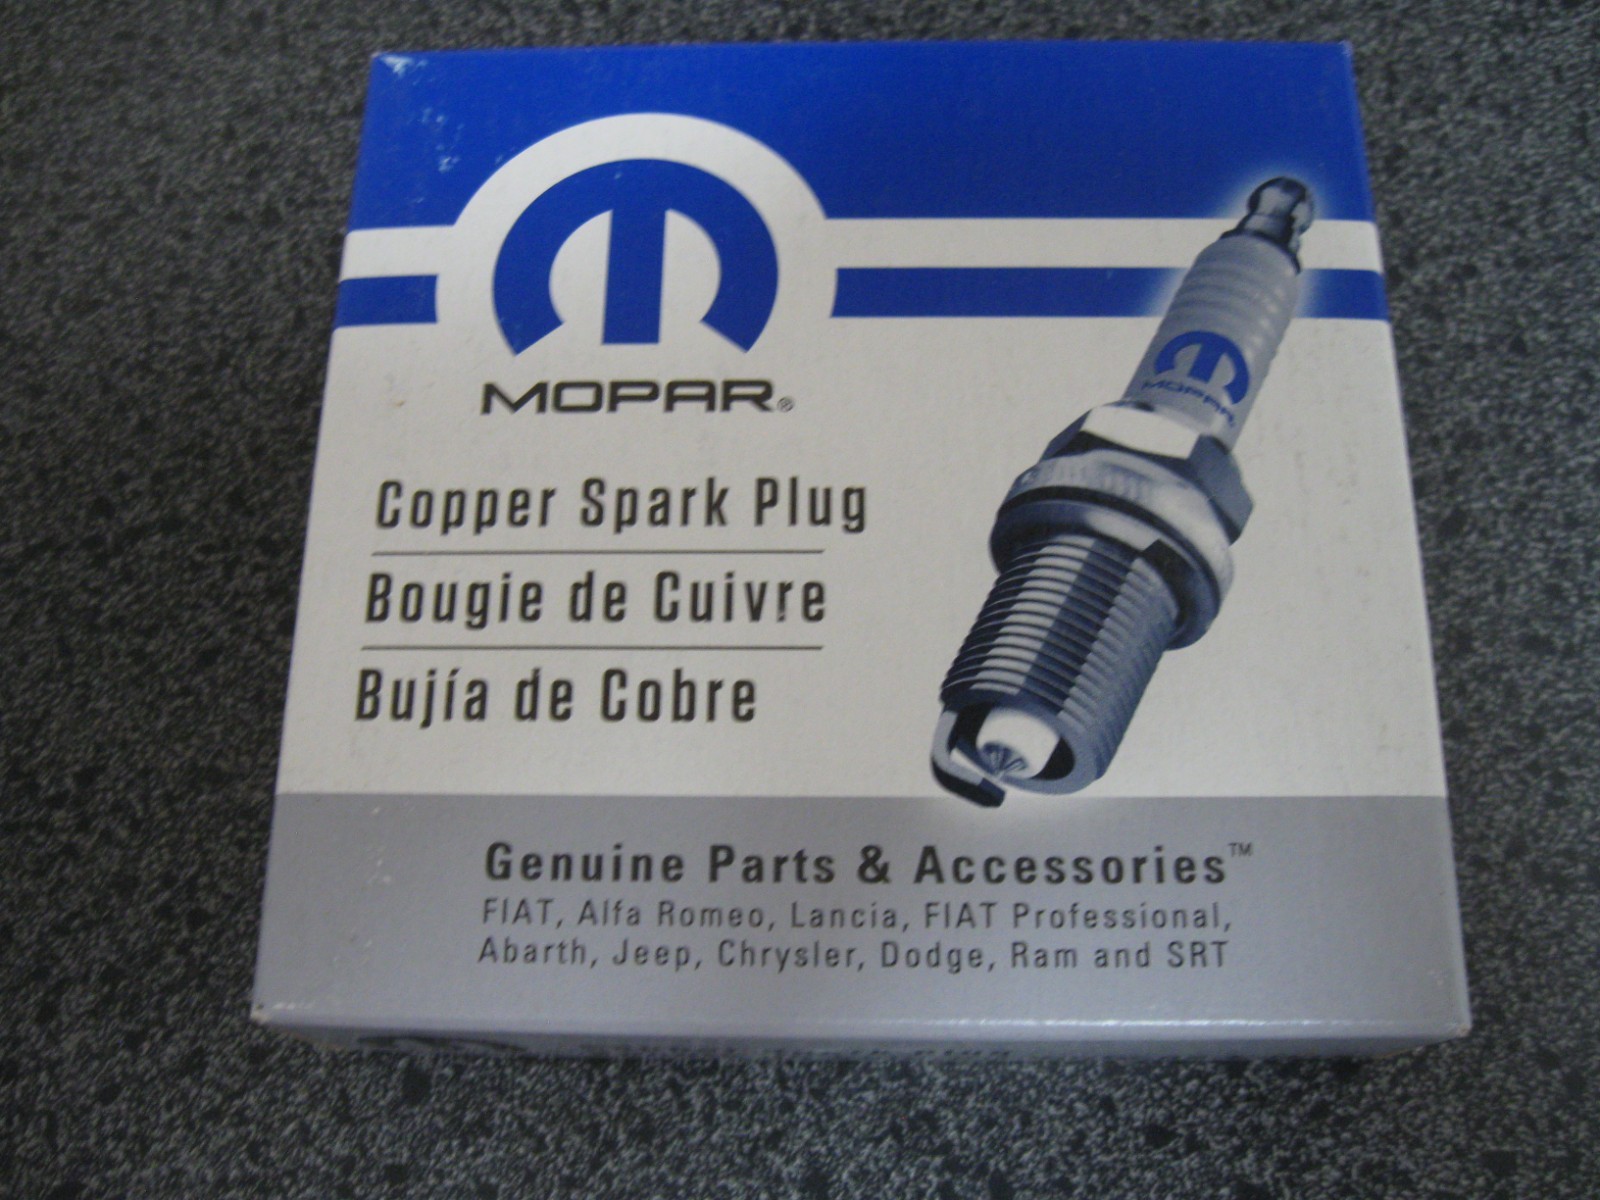 MOPAR®
MOPAR
Copper Spark Plug
Bougie de Cuivre
Bujía de Cobre
Genuine Parts & Accessories™
FIAT, Alfa Romeo, Lancia, FIAT Professional,
Abarth, Jeep, Chrysler, Dodge, Ram and SRT